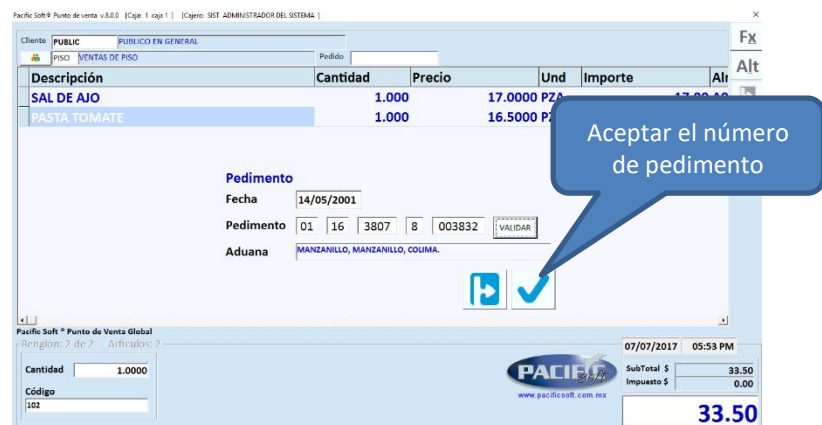 Pacific Soft® Punto de venta v.8.0.0 [Caja: 1 caja 1 ] [Cajero: SIST ADMINISTRADOR DEL SISTEMA ]
Cliente PUBLIC PUBLICO EN GENERAL
PISO VENTAS DE PISO Pedido
Fx
Alt
Descripción Cantidad Precio Und Importe
SAL DE AJO 1.000 17.0000 PZA
PASTA TOMATE 1.000 16.5000
Aceptar el número
de pedimento
Pedimento
Fecha 14/05/2001
Pedimento 01 16 3807 8 003832 VALIDAR
Aduana MANZANILLO, MANZANILLO, COLIMA.
Pacific Soft ® Punto de Venta Global
Renglón: 2 de 2 Artículos: 2
07/07/2017 05:53 PM
Cantidad 1.0000
Código
102
PACIFIC Soft
www.pacificsoft.com.mx
SubTotal $ 33.50
Impuesto $ 0.00
33.50